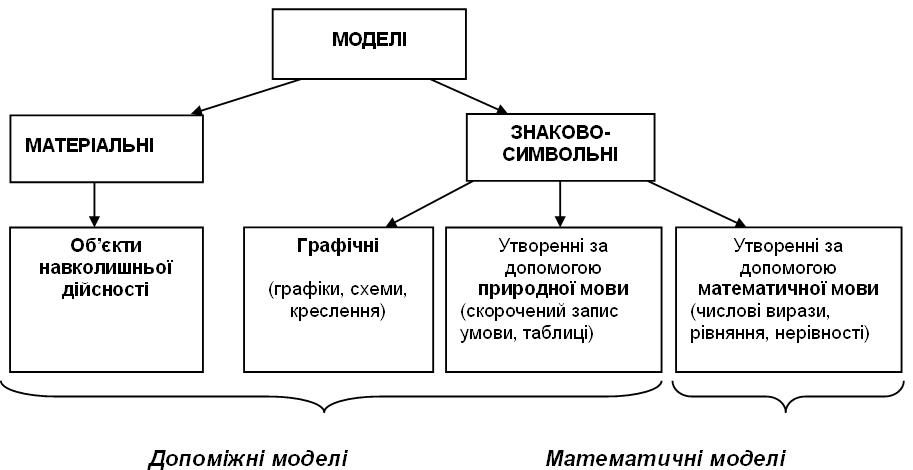 МОДЕЛІ
МАТЕРІАЛЬНІ
ЗНАКОВО-
СИМВОЛЬНІ
Об’єкти
навколишньої
дійсності
Графічні
(графіки, схеми,
креслення)
Утворенні за
допомогою
природної мови
(скорочений запис
умови, таблиці)
Утворенні за
допомогою
математичної мови
(числові вирази,
рівняння, нерівності)
Допоміжні моделі
Математичні моделі